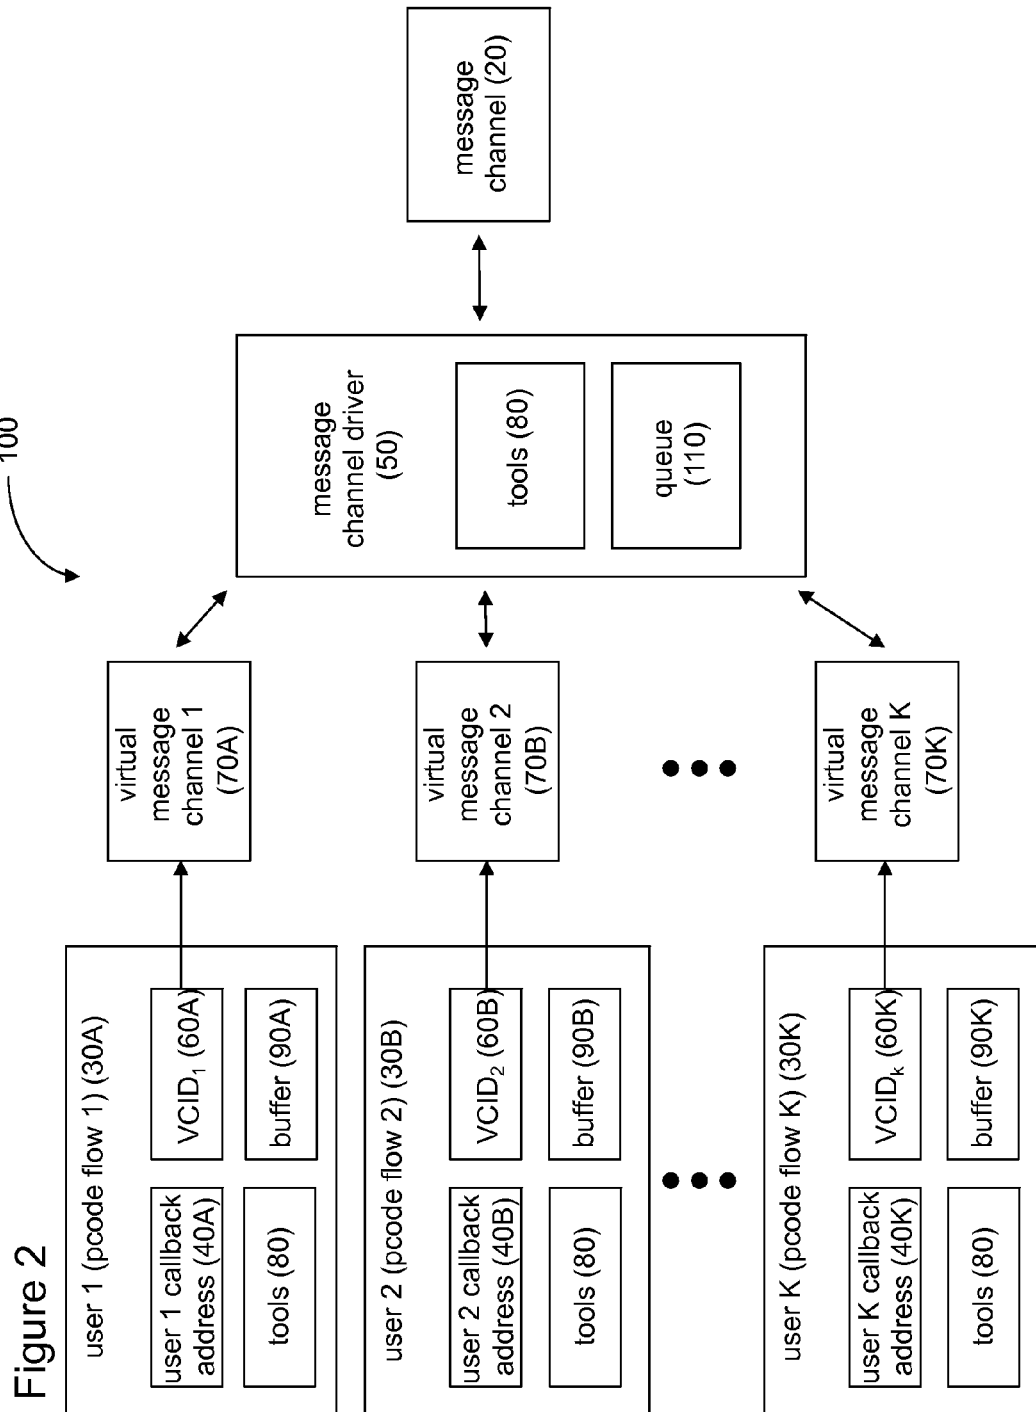 Figure 2
100
user 1 (pcode flow 1) (30A)
user 1 callback
address (40A)
VCID1 (60A)
tools (80)
buffer (90A)
virtual
message
channel 1
(70A)
user 2 (pcode flow 2) (30B)
user 2 callback
address (40B)
VCID2 (60B)
tools (80)
buffer (90B)
virtual
message
channel 2
(70B)
user K (pcode flow K) (30K)
user K callback
address (40K)
VCIDk (60K)
tools (80)
buffer (90K)
virtual
message
channel K
(70K)
message
channel driver
(50)
tools (80)
queue
(110)
message
channel (20)